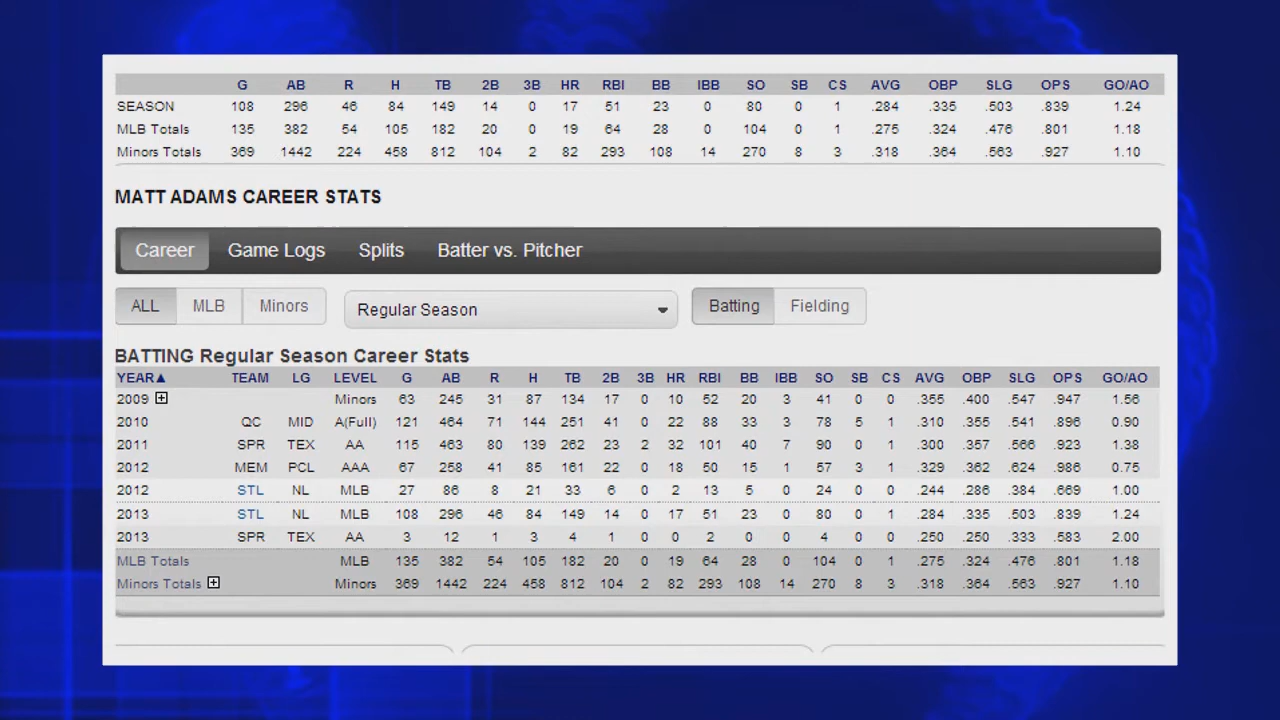 G AB R H TB 2B 3B HR RBI BB IBB SO SB CS AVG OBP SLG OPS GO/AO
SEASON 108 296 46 84 149 14 0 17 51 23 0 80 0 1 .284 .335 .503 .839 1.24
MLB Totals 135 382 54 105 182 20 0 19 64 28 0 104 0 1 .275 .324 .476 .801 1.18
Minors Totals 369 1442 224 458 812 104 2 82 293 108 14 270 8 3 .318 .364 .563 .927 1.10
MATT ADAMS CAREER STATS
Career Game Logs Splits Batter vs. Pitcher
ALL MLB Minors Regular Season Batting Fielding
BATTING Regular Season Career Stats
YEAR▲ TEAM LG LEVEL G AB R H TB 2B 3B HR RBI BB IBB SO SB CS AVG OBP SLG OPS GO/AO
2009 Minors 63 245 31 87 134 17 0 10 52 20 3 41 0 0 .355 .400 .547 .947 1.56
2010 QC MID A(Full) 121 464 71 144 251 41 0 22 88 33 3 78 5 1 .310 .355 .541 .896 0.90
2011 SPR TEX AA 115 463 80 139 262 23 2 32 101 40 7 90 0 1 .300 .357 .566 .923 1.38
2012 MEM PCL AAA 67 258 41 85 161 22 0 18 50 15 1 57 3 1 .329 .362 .624 .986 0.75
2012 STL NL MLB 27 86 8 21 33 6 0 2 13 5 0 24 0 0 .244 .286 .384 .669 1.00
2013 STL NL MLB 108 296 46 84 149 14 0 17 51 23 0 80 0 1 .284 .335 .503 .839 1.24
2013 SPR TEX AA 3 12 1 3 4 1 0 0 2 0 0 4 0 0 .250 .250 .333 .583 2.00
MLB Totals MLB 135 382 54 105 182 20 0 19 64 28 0 104 0 1 .275 .324 .476 .801 1.18
Minors Totals Minors 369 1442 224 458 812 104 2 82 293 108 14 270 8 3 .318 .364 .563 .927 1.10